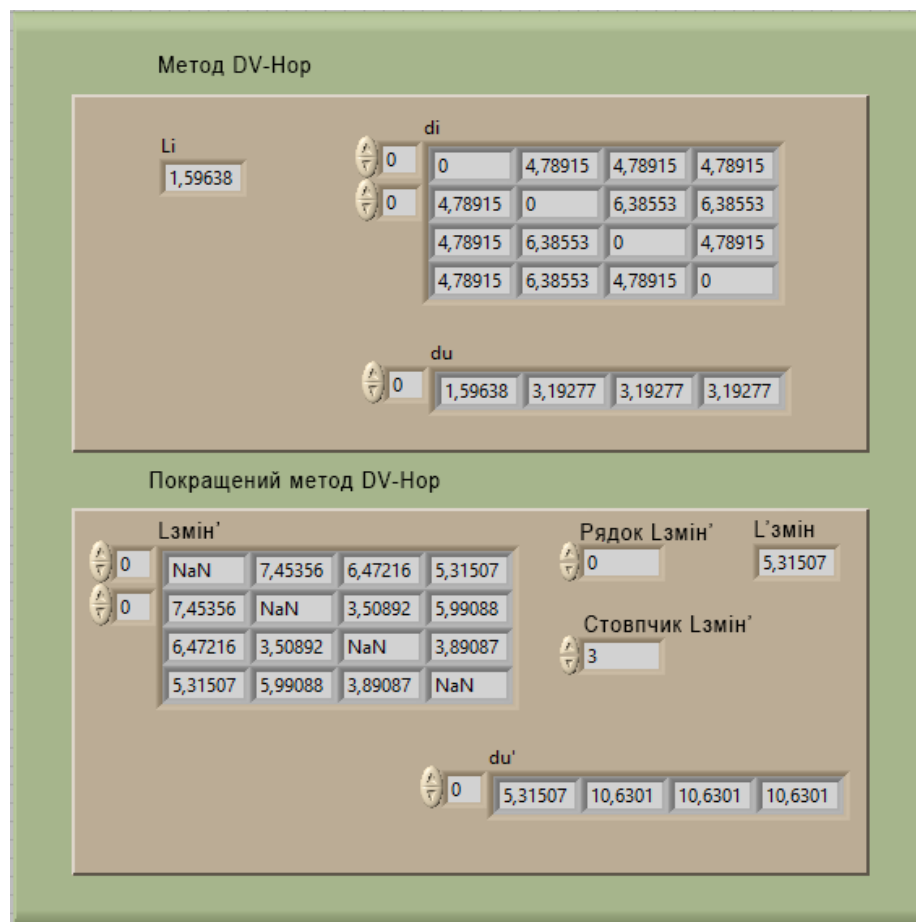 Метод DV-Hop
Li
1,59638
di
0 0 4,78915 4,78915 4,78915
0 4,78915 0 6,38553 6,38553
4,78915 6,38553 0 4,78915
4,78915 6,38553 4,78915 0
du
0 1,59638 3,19277 3,19277 3,19277
Покращений метод DV-Hop
Lзмін’
0 NaN 7,45356 6,47216 5,31507
0 7,45356 NaN 3,50892 5,99088
6,47216 3,50892 NaN 3,89087
5,31507 5,99088 3,89087 NaN
Рядок Lзмін’
0
L’змін
5,31507
Стовпчик Lзмін’
3
du'
0 5,31507 10,6301 10,6301 10,6301